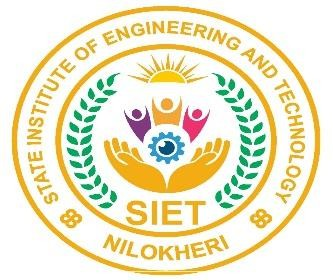 STATE INSTITUTE OF ENGINEERING AND TECHNOLOGY
SIET
NILOKHERI